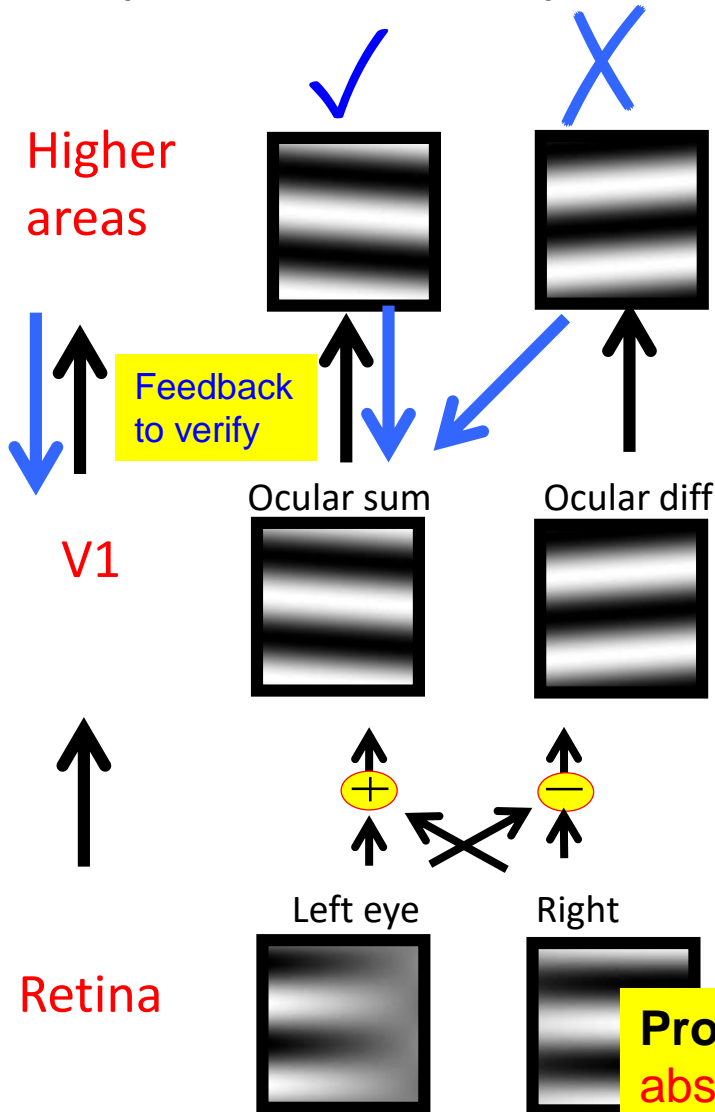 Higher
areas
Feedback
to verify
Ocular sum
Ocular diff
V1
+
−
Left eye
Right
Retina